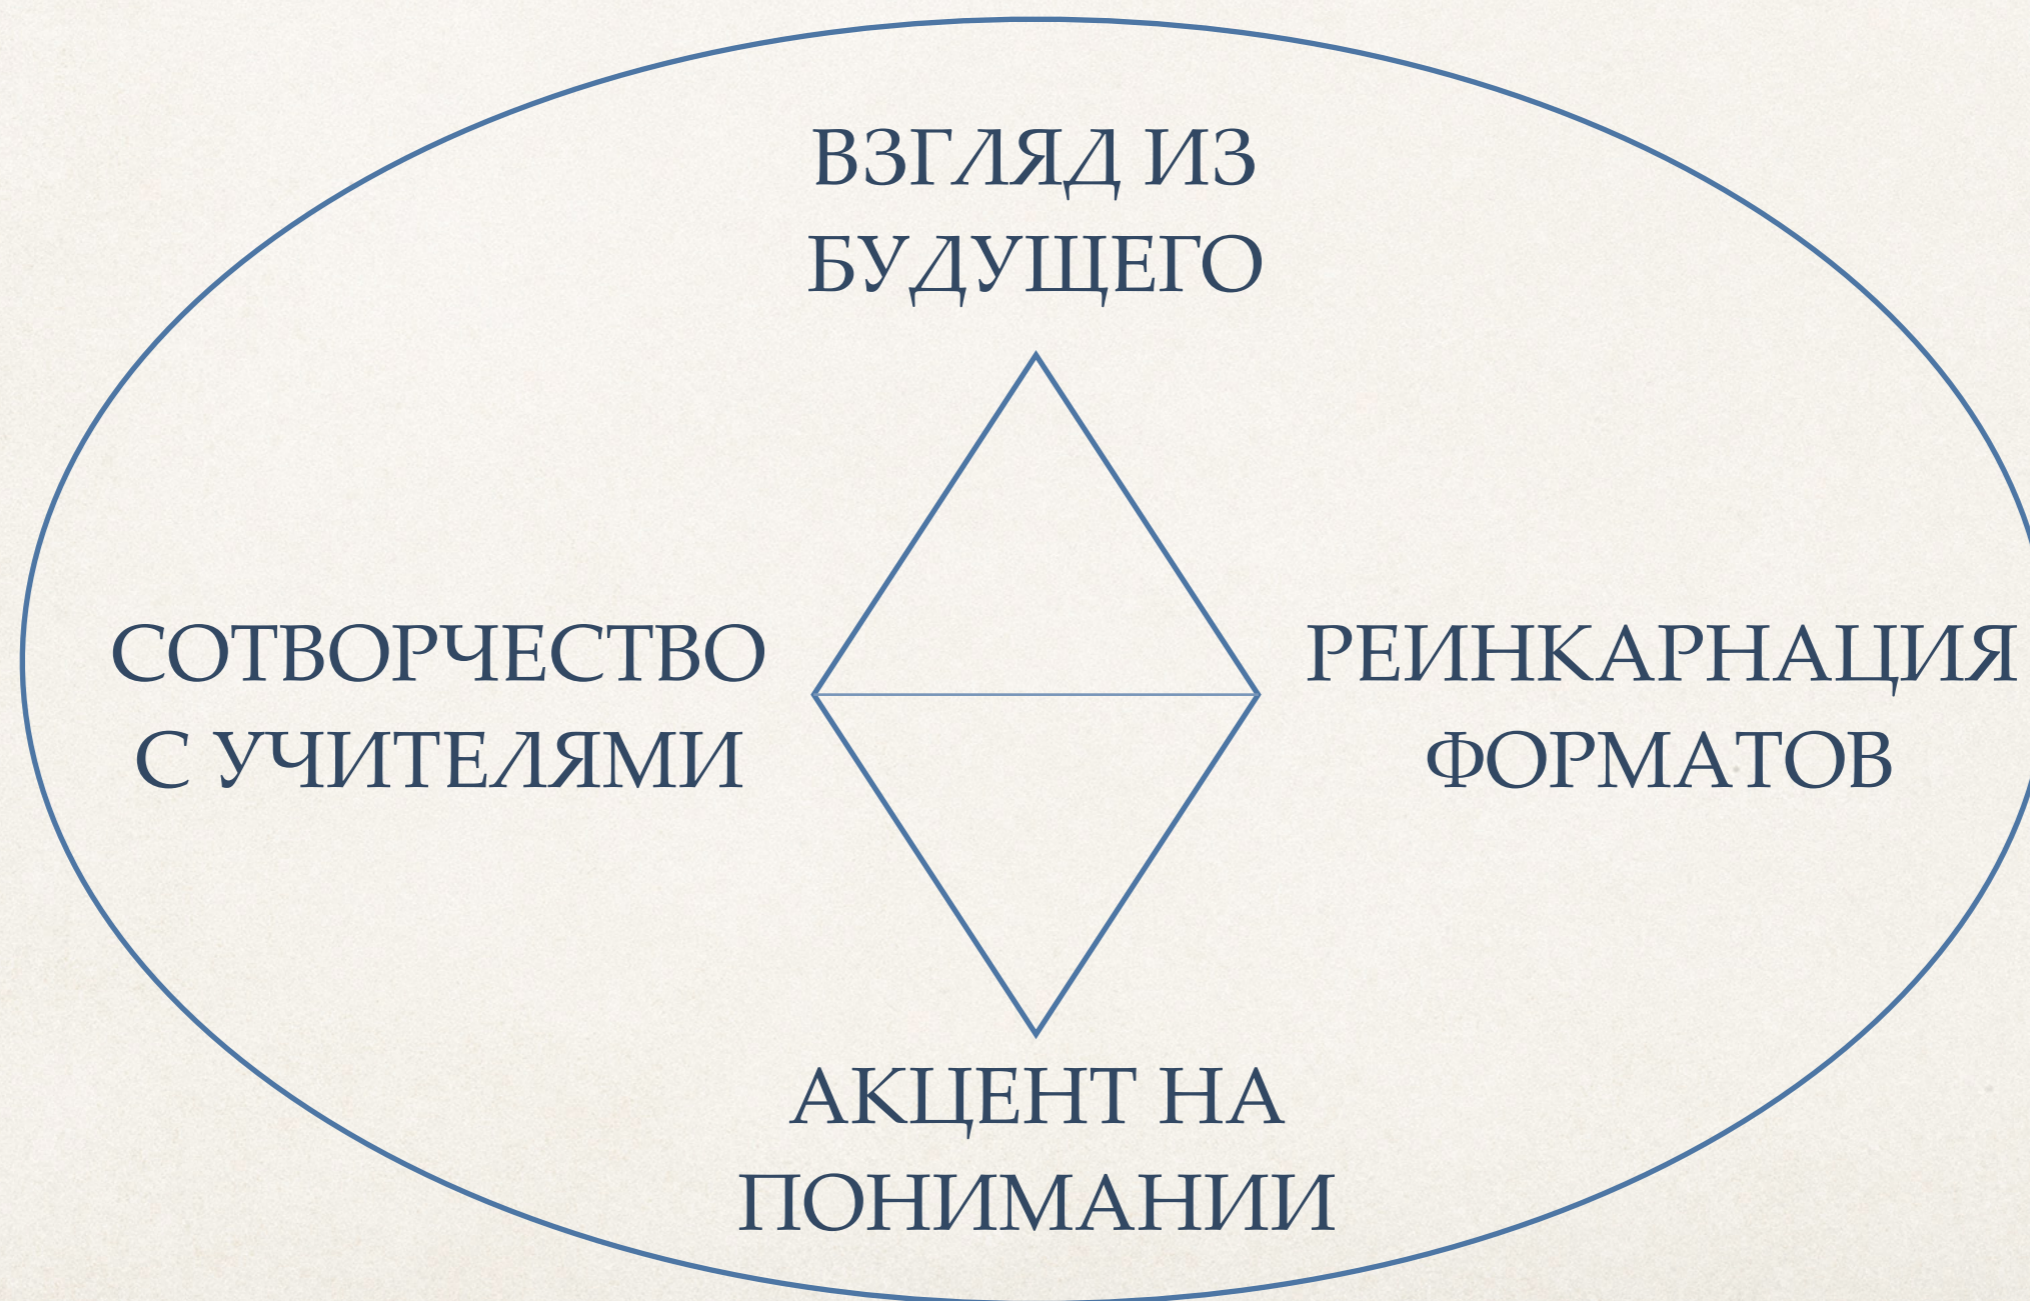 ВЗГЛЯД ИЗ
БУДУЩЕГО
СОТВОРЧЕСТВО
С УЧИТЕЛЯМИ
РЕИНКАРНАЦИЯ
ФОРМАТОВ
АКЦЕНТ НА
ПОНИМАНИИ